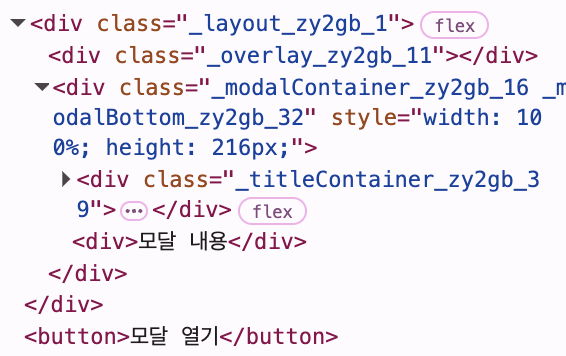 <div class="_layout_zy2gb_1"> flex
<div class="_overlay_zy2gb_11"></div>
<div class="_modalContainer_zy2gb_16 _m
odalBottom_zy2gb_32" style="width: 10
0%; height: 216px;">
<div class="_titleContainer_zy2gb_3
9">…</div> flex
<div>모달 내용</div>
</div>
</div>
<button>모달 열기</button>